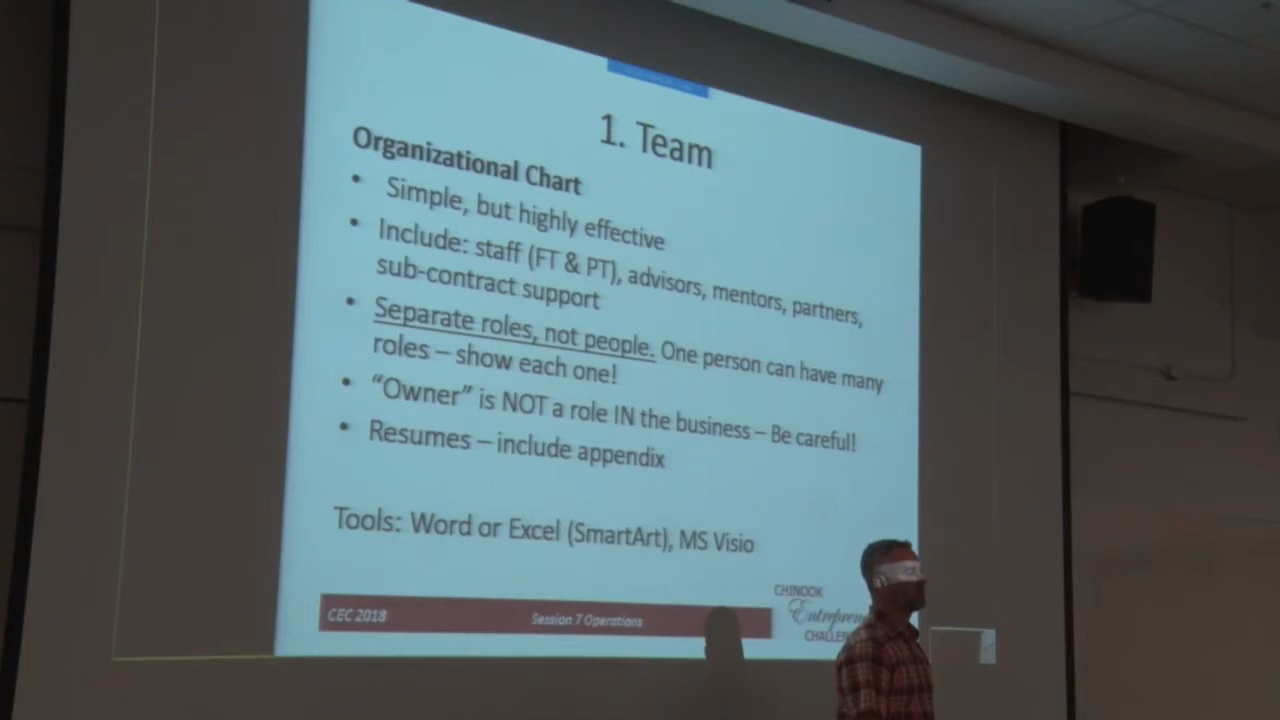 1. Team
Organizational Chart
• Simple, but highly effective
• Include: staff (FT & PT), advisors, mentors, partners,
sub-contract support
• Separate roles, not people. One person can have many
roles – show each one!
• "Owner" is NOT a role IN the business – Be careful!
• Resumes – include appendix
Tools: Word or Excel (SmartArt), MS Visio
CEC 2018
Session 7 Operations
CHINOOK